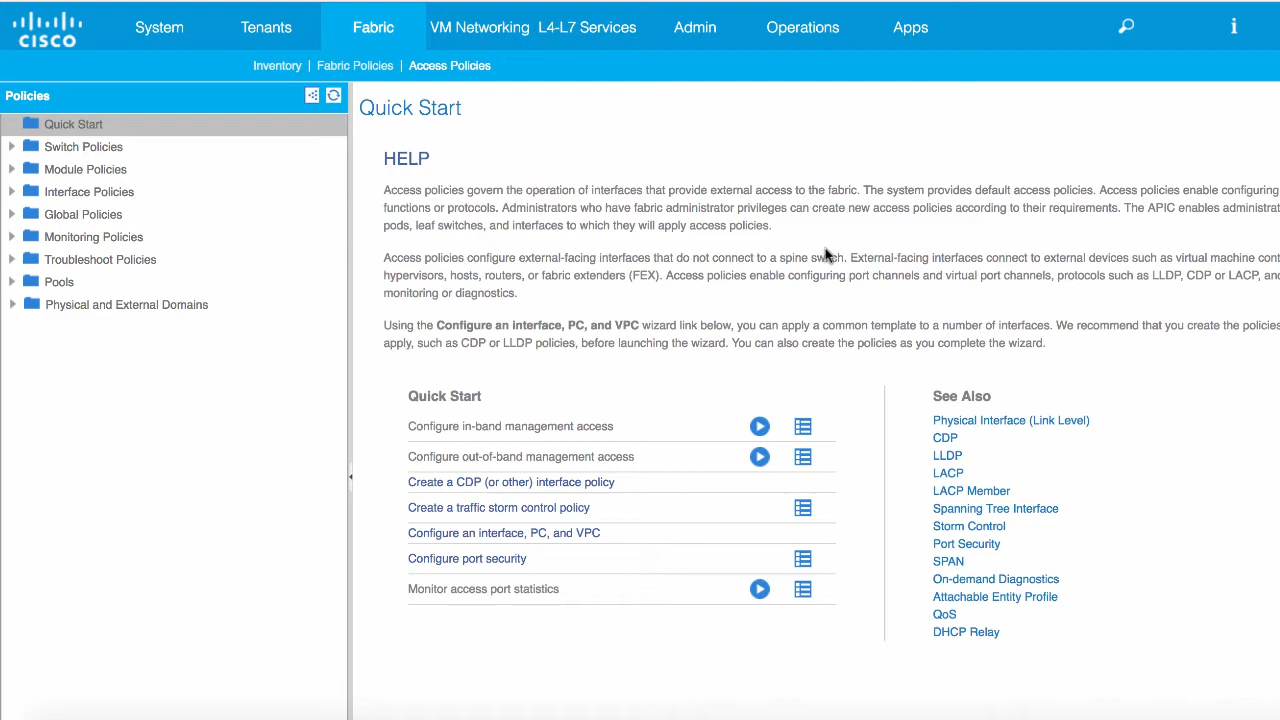 CISCO
System Tenants Fabric VM Networking L4-L7 Services Admin Operations Apps
Inventory | Fabric Policies | Access Policies
Policies
Quick Start
Switch Policies
Module Policies
Interface Policies
Global Policies
Monitoring Policies
Troubleshoot Policies
Pools
Physical and External Domains
Quick Start
HELP
Access policies govern the operation of interfaces that provide external access to the fabric. The system provides default access policies. Access policies enable configuring
functions or protocols. Administrators who have fabric administrator privileges can create new access policies according to their requirements. The APIC enables administrat
pods, leaf switches, and interfaces to which they will apply access policies.
Access policies configure external-facing interfaces that do not connect to a spine switch. External-facing interfaces connect to external devices such as virtual machine cont
hypervisors, hosts, routers, or fabric extenders (FEX). Access policies enable configuring port channels and virtual port channels, protocols such as LLDP, CDP or LACP, and
monitoring or diagnostics.
Using the Configure an interface, PC, and VPC wizard link below, you can apply a common template to a number of interfaces. We recommend that you create the policies
apply, such as CDP or LLDP policies, before launching the wizard. You can also create the policies as you complete the wizard.
Quick Start
Configure in-band management access
Configure out-of-band management access
Create a CDP (or other) interface policy
Create a traffic storm control policy
Configure an interface, PC, and VPC
Configure port security
Monitor access port statistics
See Also
Physical Interface (Link Level)
CDP
LLDP
LACP
LACP Member
Spanning Tree Interface
Storm Control
Port Security
SPAN
On-demand Diagnostics
Attachable Entity Profile
QoS
DHCP Relay